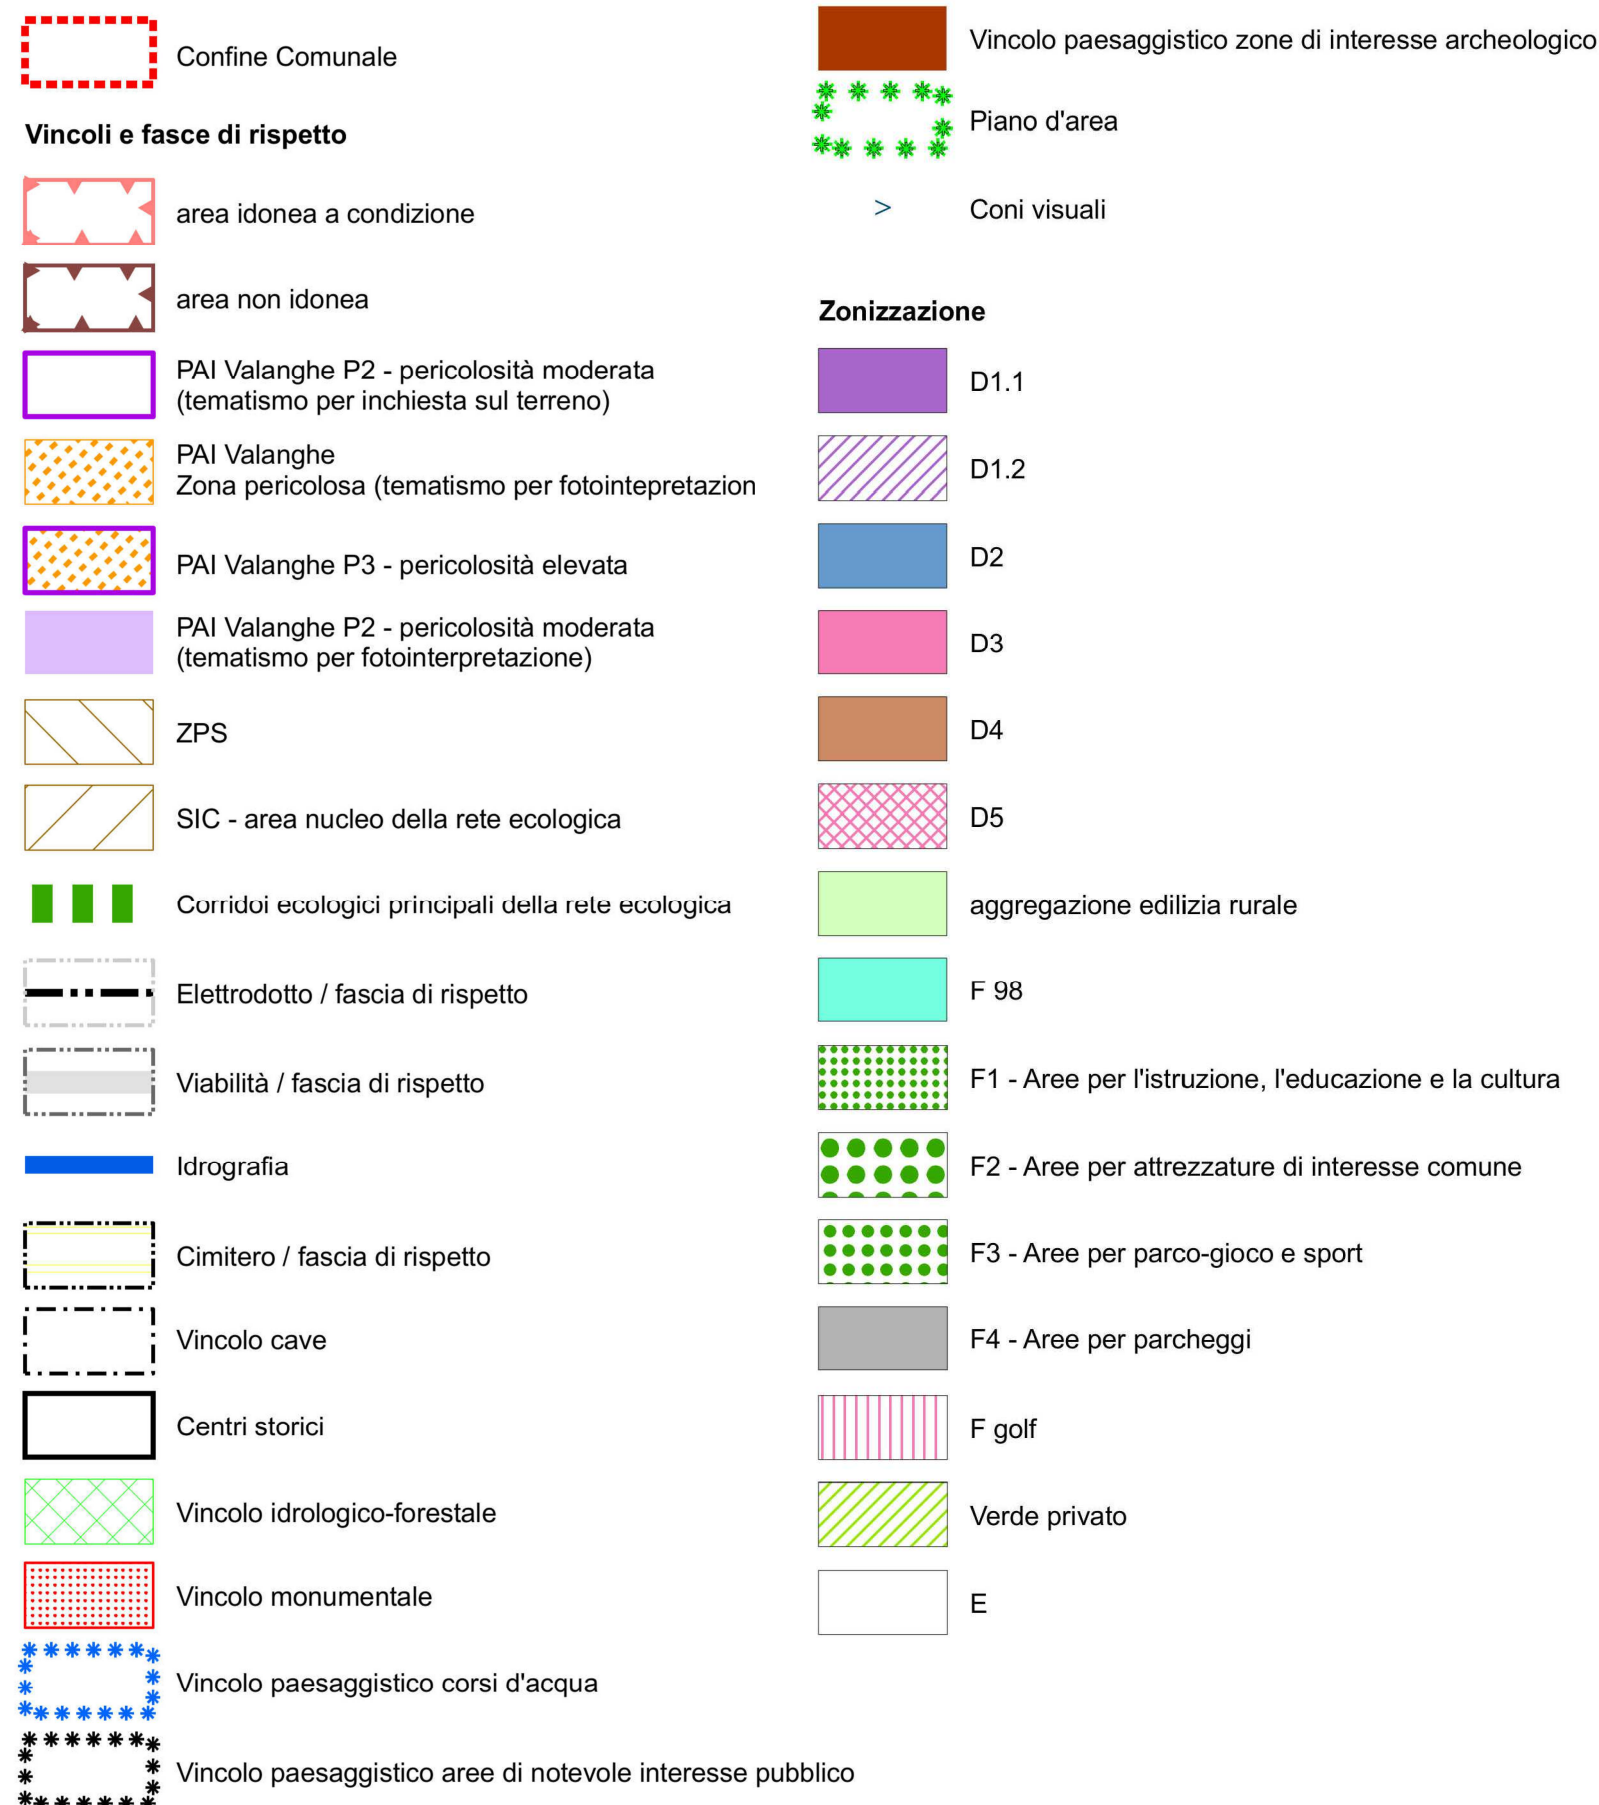 Confine Comunale
Vincoli e fasce di rispetto
area idonea a condizione
area non idonea
PAI Valanghe P2 - pericolosità moderata
(tematismo per inchiesta sul terreno)
PAI Valanghe
Zona pericolosa (tematismo per fotointepretazion
PAI Valanghe P3 - pericolosità elevata
PAI Valanghe P2 - pericolosità moderata
(tematismo per fotointerpretazione)
ZPS
SIC - area nucleo della rete ecologica
Corridoi ecologici principali della rete ecologica
Elettrodotto / fascia di rispetto
Viabilità / fascia di rispetto
Idrografia
Cimitero / fascia di rispetto
Vincolo cave
Centri storici
Vincolo idrologico-forestale
Vincolo monumentale
Vincolo paesaggistico corsi d'acqua
Vincolo paesaggistico aree di notevole interesse pubblico
Vincolo paesaggistico zone di interesse archeologico
Piano d'area
> Coni visuali
Zonizzazione
D1.1
D1.2
D2
D3
D4
D5
aggregazione edilizia rurale
F 98
F1 - Aree per l'istruzione, l'educazione e la cultura
F2 - Aree per attrezzature di interesse comune
F3 - Aree per parco-gioco e sport
F4 - Aree per parcheggi
F golf
Verde privato
E